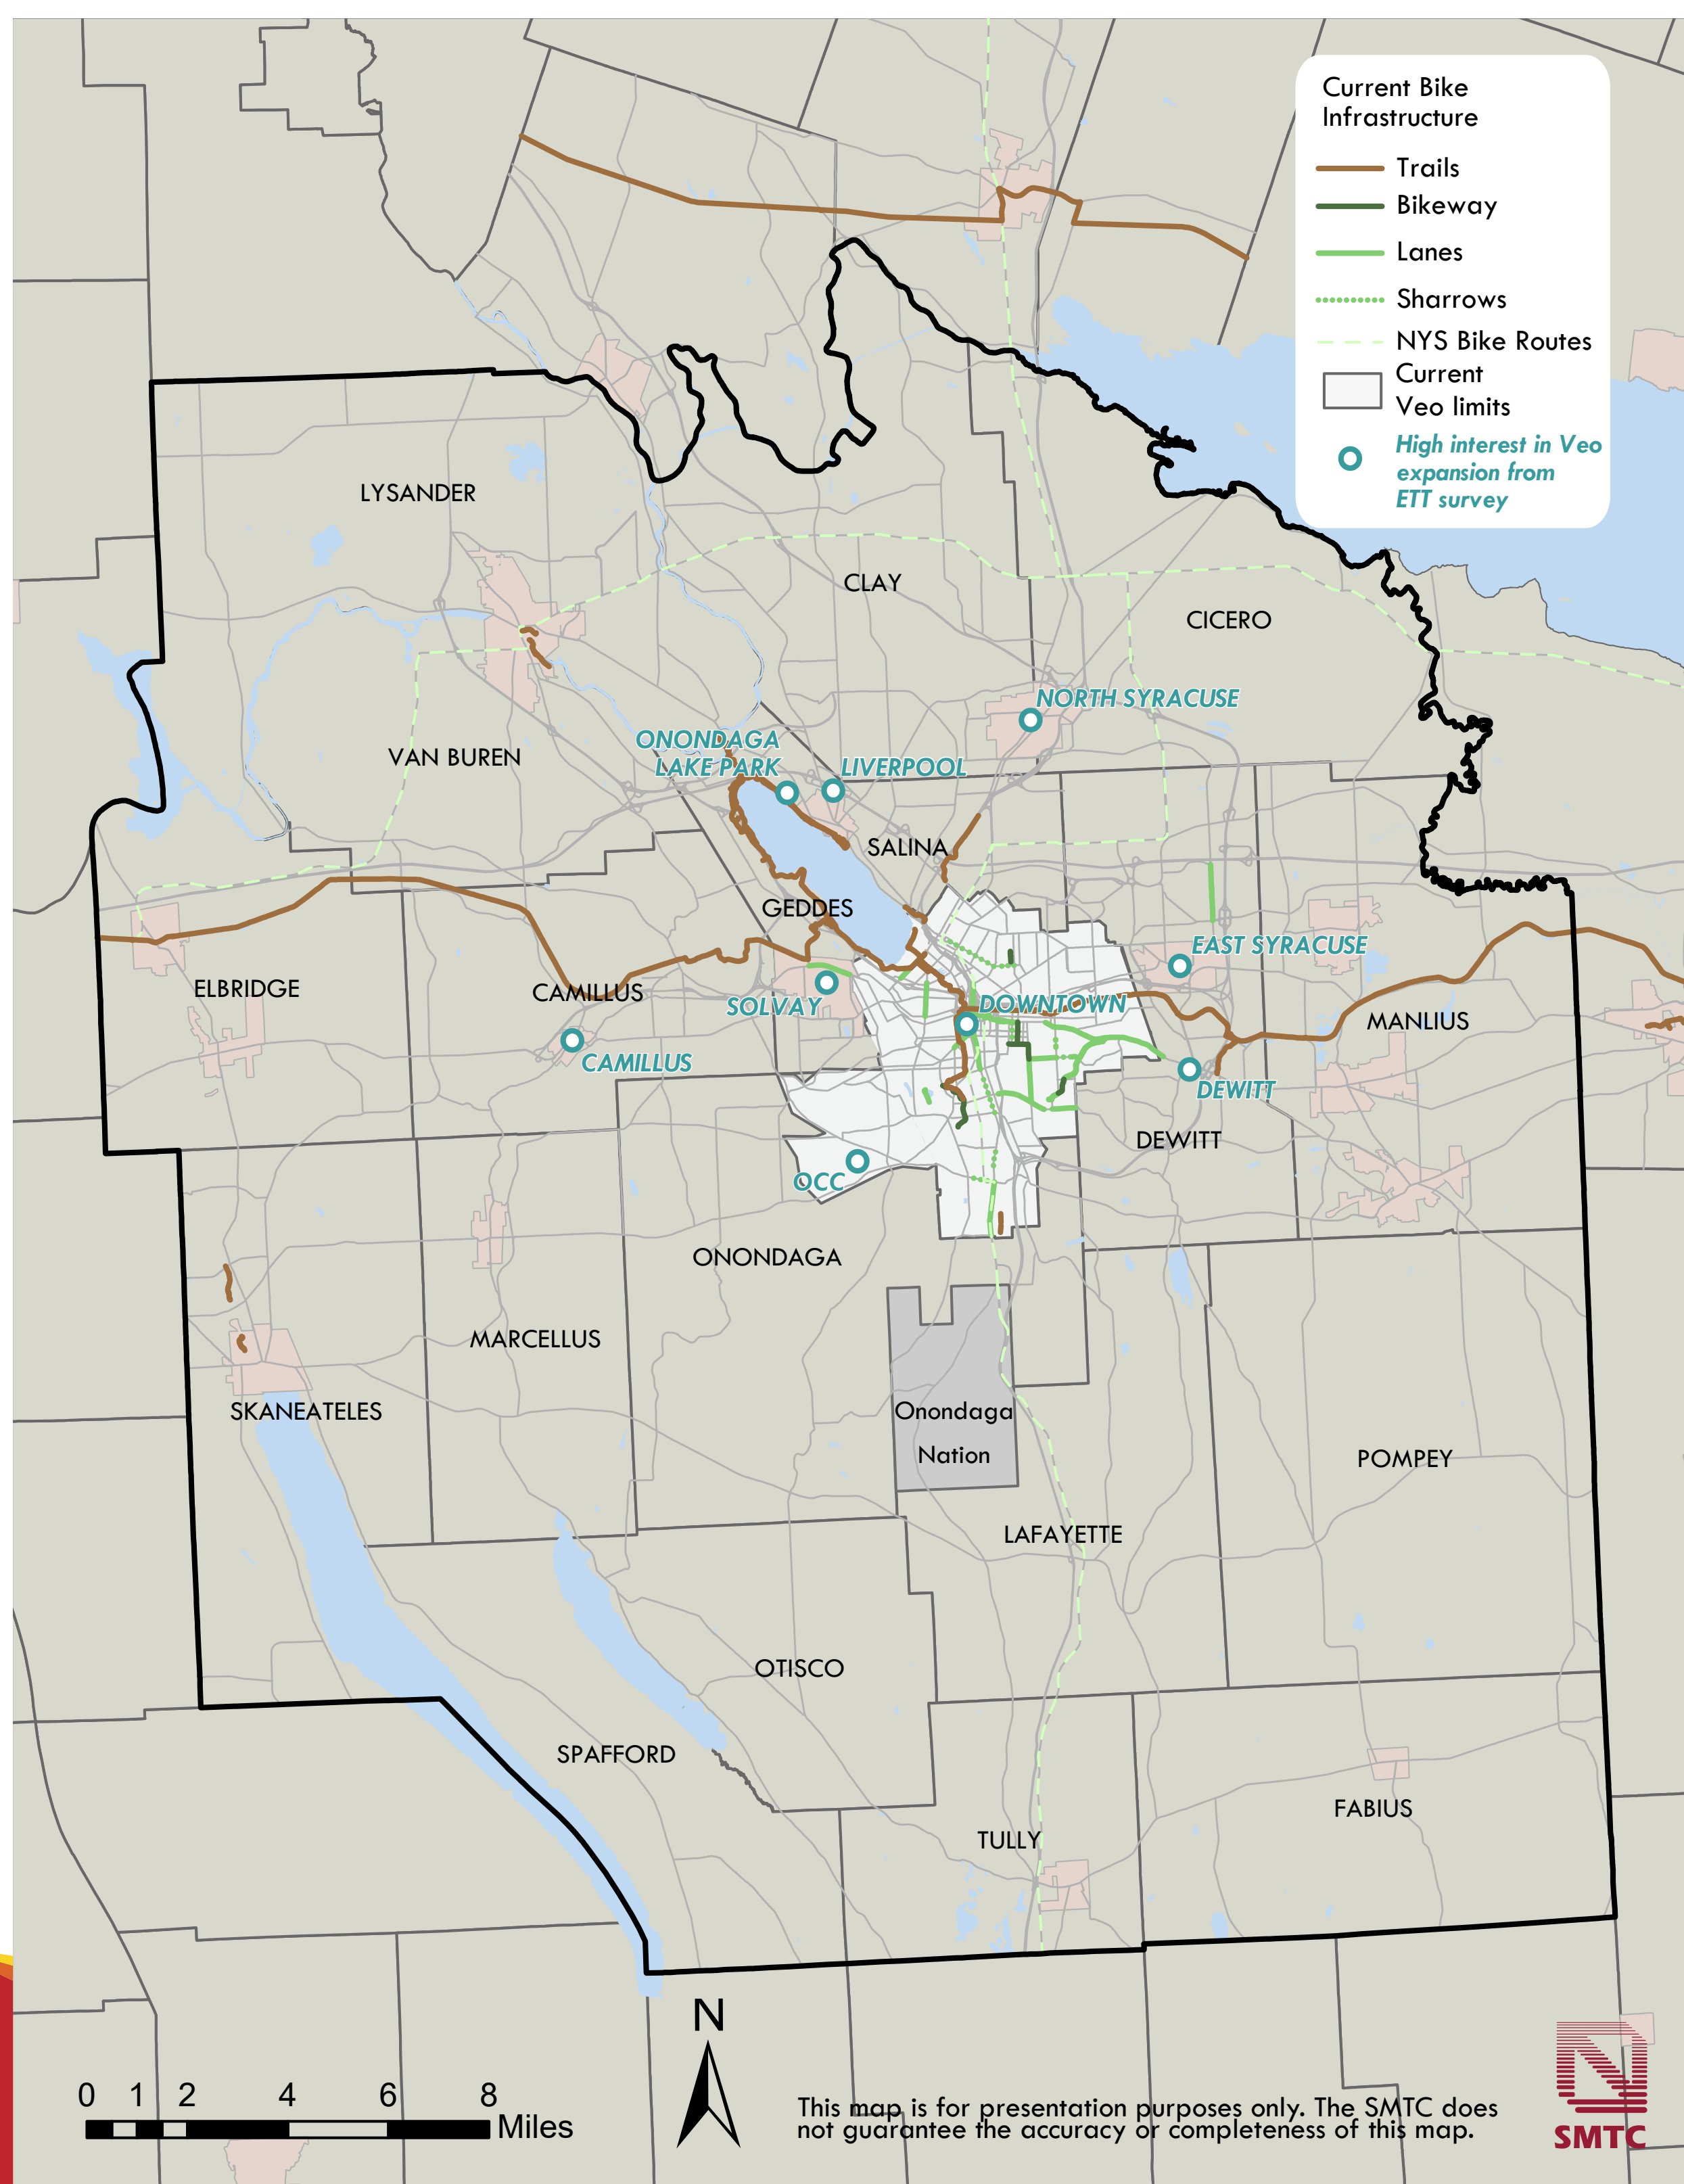 Current Bike
Infrastructure
Trails
Bikeway
Lanes
Sharrows
NYS Bike Routes
Current
Veo limits
High interest in Veo
expansion from
ETT survey
LYSANDER
CLAY
CICERO
NORTH SYRACUSE
ONONDAGA
LAKE PARK
LIVERPOOL
VAN BUREN
SALINA
GEDDES
EAST SYRACUSE
ELBRIDGE
CAMILLUS
SOLVAY
DOWNTOWN
MANLIUS
CAMILLUS
DEWITT
DEWITT
OCC
ONONDAGA
MARCELLUS
SKANEATELES
Onondaga
Nation
POMPEY
LAFAYETTE
OTISCO
SPAFFORD
FABIUS
TULLY
N
0 1 2 4 6 8
Miles
This map is for presentation purposes only. The SMTC does
not guarantee the accuracy or completeness of this map.
SMTC